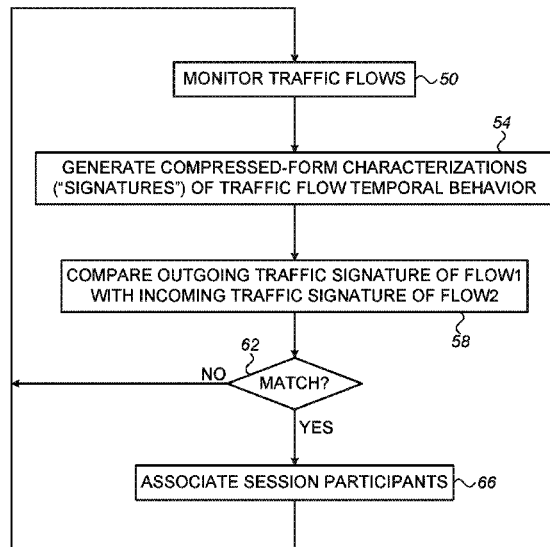 MONITOR TRAFFIC FLOWS
50
54
GENERATE COMPRESSED-FORM CHARACTERIZATIONS
("SIGNATURES") OF TRAFFIC FLOW TEMPORAL BEHAVIOR
COMPARE OUTGOING TRAFFIC SIGNATURE OF FLOW1
WITH INCOMING TRAFFIC SIGNATURE OF FLOW2
58
62
NO
MATCH?
YES
ASSOCIATE SESSION PARTICIPANTS
66